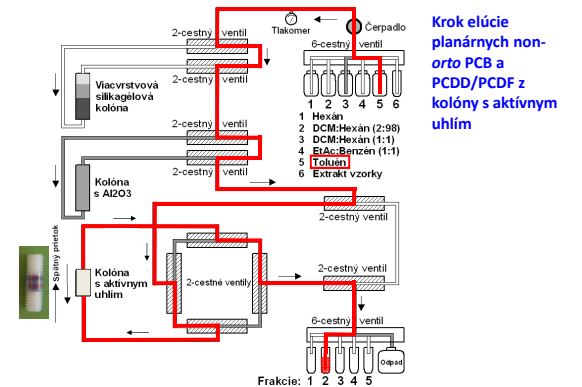 2-cestný ventil
Tlakomer
Čerpadlo
6-cestný ventil
Krok elúcie
planárnych non-
orto PCB a
PCDD/PCDF z
kolóny s aktívnym
uhlím
2-cestný ventil
Viacvrstvová
silikagélová
kolóna
1 2 3 4 5 6
1 Hexán
2 DCM:Hexán (2:98)
3 DCM:Hexán (1:1)
4 EtAc:Benzén (1:1)
5 Toluén
6 Extrakt vzorky
2-cestný ventil
2-cestný ventil
Kolóna
s Al2O3
2-cestný ventil
Spätný prietok
Kolóna
s aktívnym
uhlím
2-cestné ventily
2-cestný ventil
6-cestný ventil
Odpad
Frakcie: 1 2 3 4 5